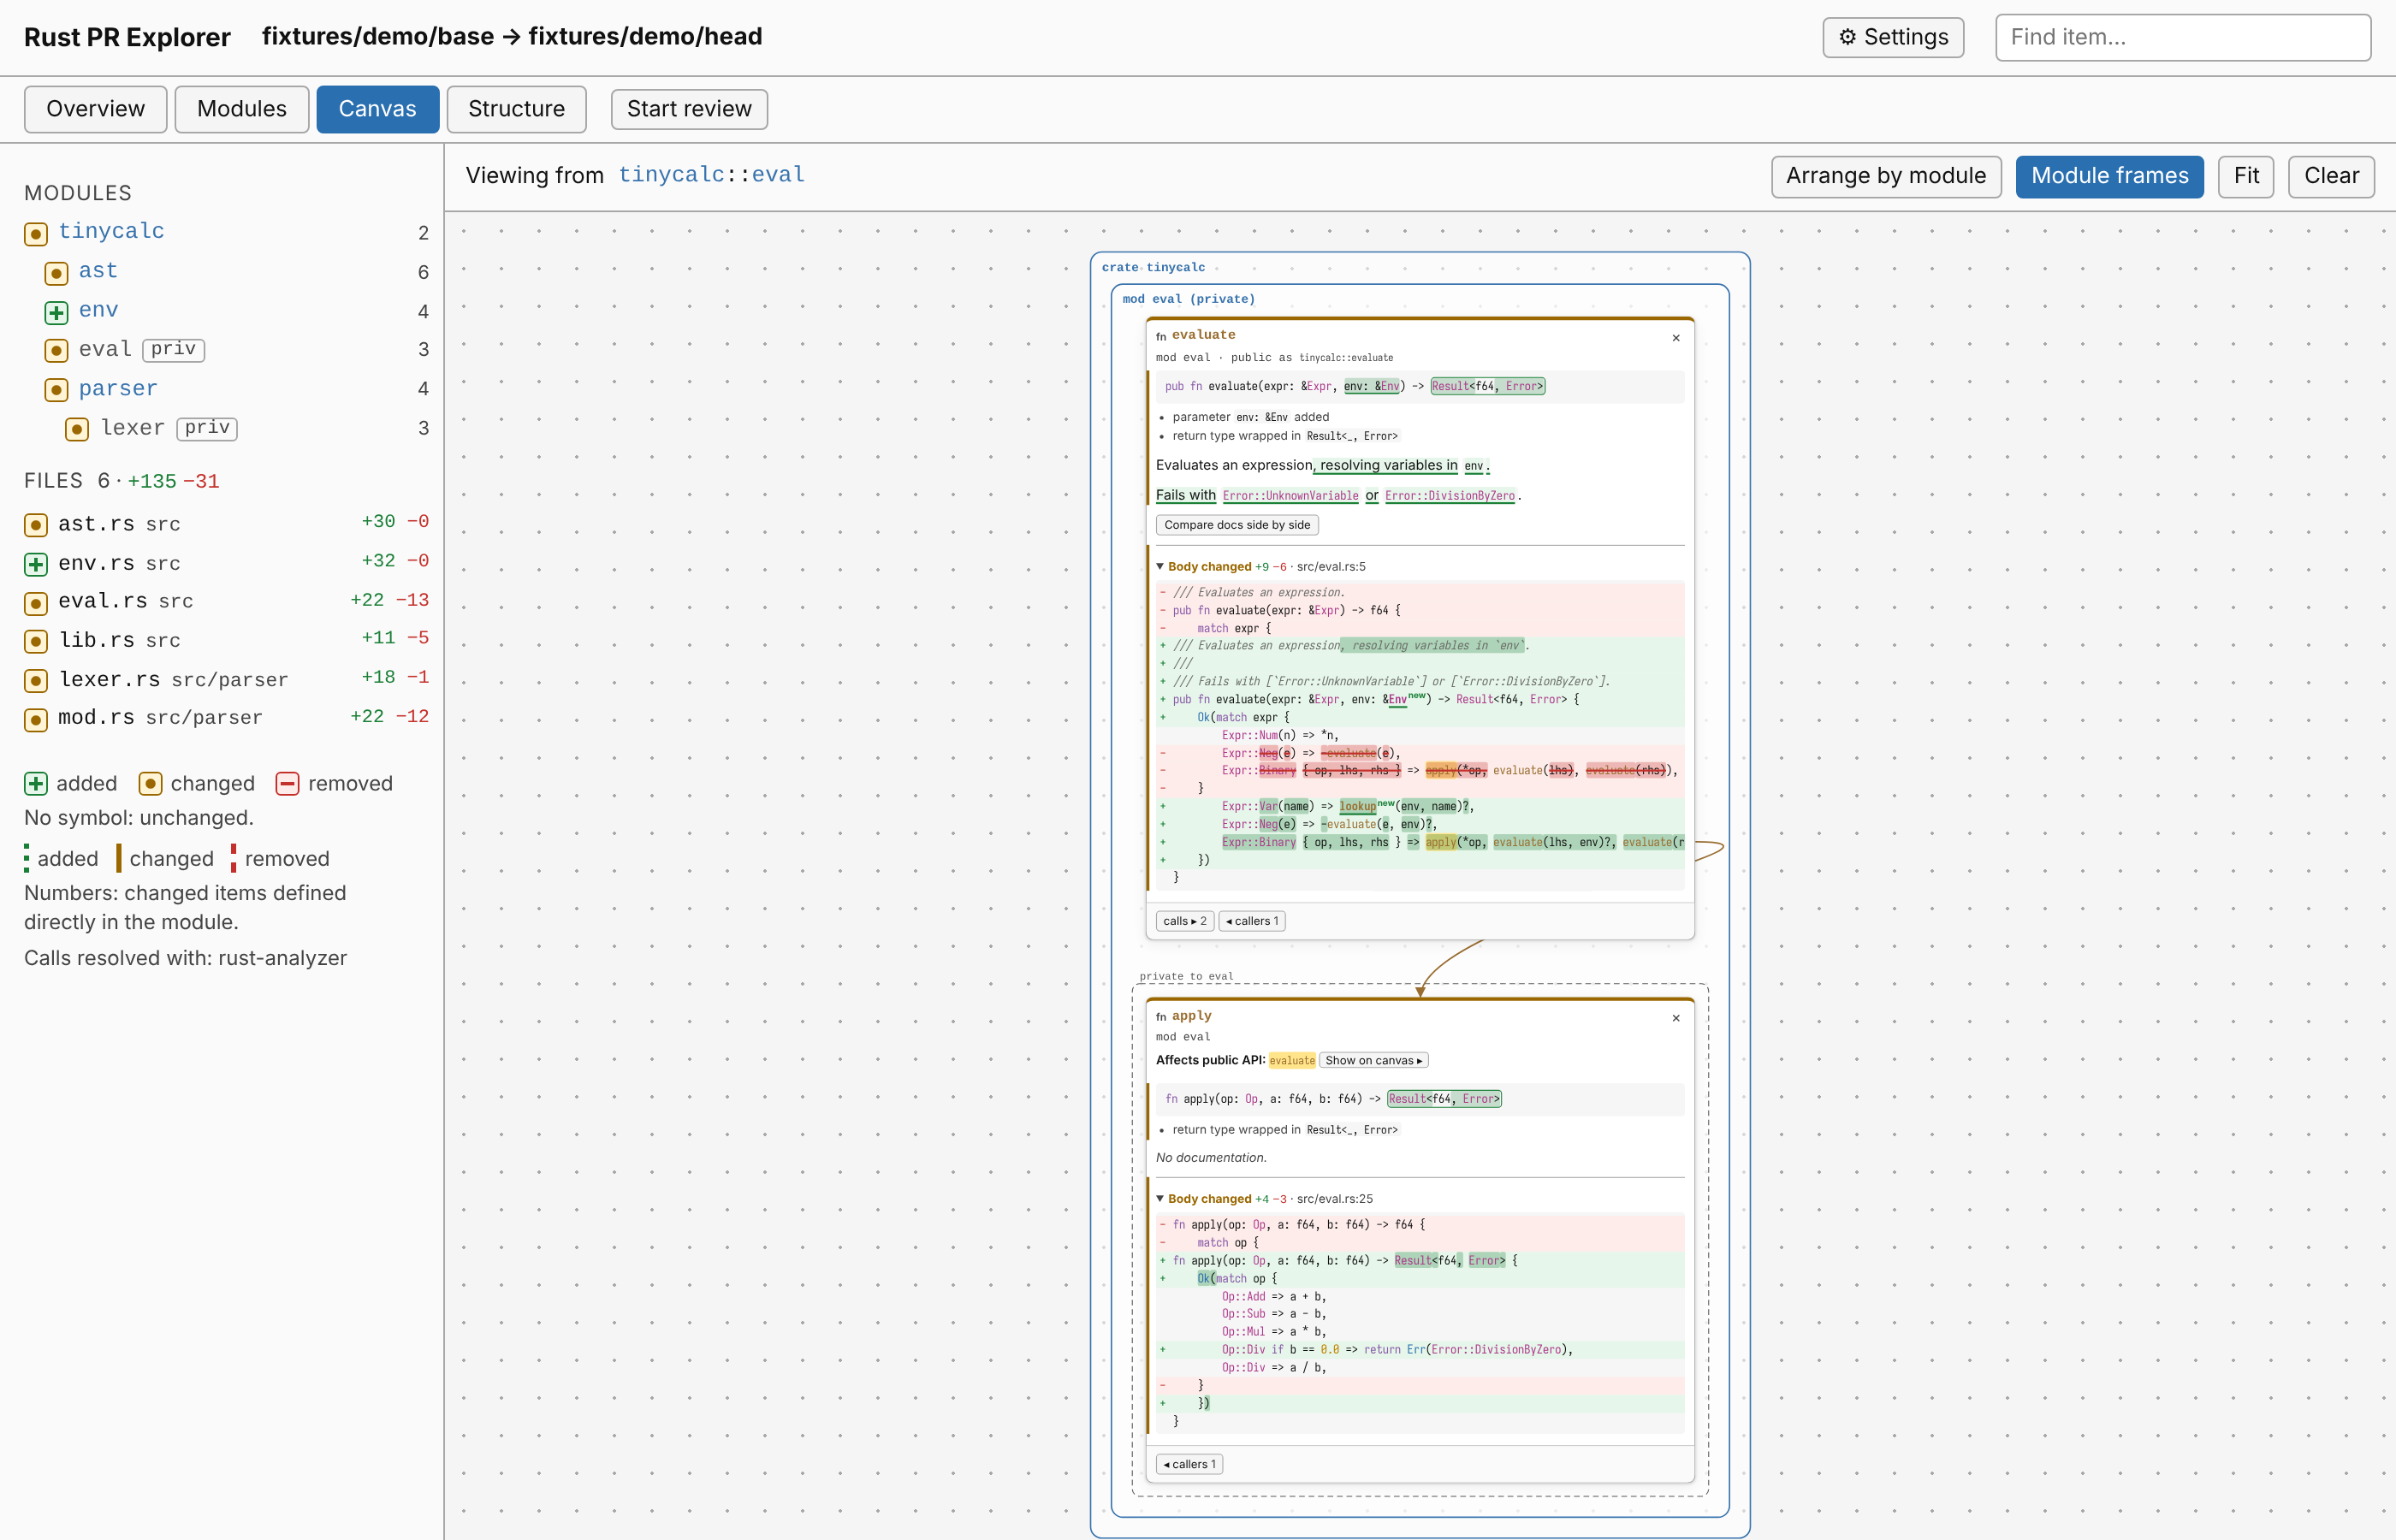 Rust PR Explorer fixtures/demo/base → fixtures/demo/head ⚙ Settings Find item...
Overview Modules Canvas Structure Start review
MODULES
tinycalc 2
ast 6
env 4
eval priv 3
parser 4
lexer priv 3
FILES 6 · +135 −31
ast.rs src +30 −0
env.rs src +32 −0
eval.rs src +22 −13
lib.rs src +11 −5
lexer.rs src/parser +18 −1
mod.rs src/parser +22 −12
added changed removed
No symbol: unchanged.
added changed removed
Numbers: changed items defined
directly in the module.
Calls resolved with: rust-analyzer
Viewing from tinycalc::eval Arrange by module Module frames Fit Clear
crate tinycalc
mod eval (private)
fn evaluate ×
mod eval · public as tinycalc::evaluate
pub fn evaluate(expr: &Expr, env: &Env) -> Result<f64, Error>
• parameter env: &Env added
• return type wrapped in Result<_, Error>
Evaluates an expression, resolving variables in env.
Fails with Error::UnknownVariable or Error::DivisionByZero.
Compare docs side by side
▼ Body changed +9 −6 · src/eval.rs:5
− /// Evaluates an expression.
− pub fn evaluate(expr: &Expr) -> f64 {
−     match expr {
+ /// Evaluates an expression, resolving variables in `env`.
+ ///
+ /// Fails with [`Error::UnknownVariable`] or [`Error::DivisionByZero`].
+ pub fn evaluate(expr: &Expr, env: &Env new) -> Result<f64, Error> {
+     Ok(match expr {
        Expr::Num(n) => *n,
−         Expr::Neg(e) => -evaluate(e),
−         Expr::Binary { op, lhs, rhs } => apply(*op, evaluate(lhs), evaluate(rhs)),
−     }
+         Expr::Var(name) => lookup new(env, name)?,
+         Expr::Neg(e) => -evaluate(e, env)?,
+         Expr::Binary { op, lhs, rhs } => apply(*op, evaluate(lhs, env)?, evaluate(r
+     })
}
calls ▸ 2 ◂ callers 1
private to eval
fn apply ×
mod eval
Affects public API: evaluate Show on canvas ▸
fn apply(op: Op, a: f64, b: f64) -> Result<f64, Error>
• return type wrapped in Result<_, Error>
No documentation.
▼ Body changed +4 −3 · src/eval.rs:25
− fn apply(op: Op, a: f64, b: f64) -> f64 {
−     match op {
+ fn apply(op: Op, a: f64, b: f64) -> Result<f64, Error> {
+     Ok(match op {
        Op::Add => a + b,
        Op::Sub => a - b,
        Op::Mul => a * b,
+         Op::Div if b == 0.0 => return Err(Error::DivisionByZero),
        Op::Div => a / b,
−     }
+     })
}
◂ callers 1